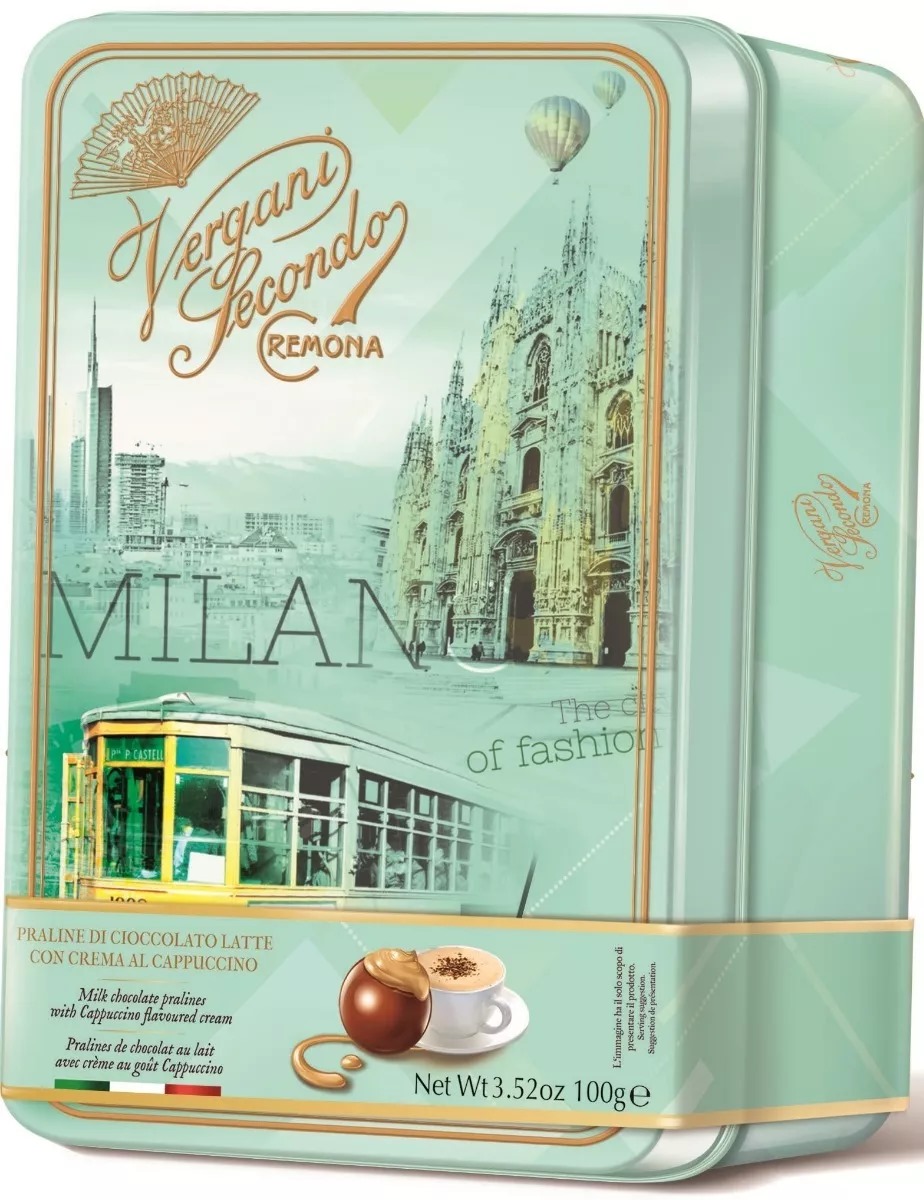 Vergani
Secondo
CREMONA
MILAN
The
of fashion
P. CASTELL
PRALINE DI CIOCCOLATO LATTE
CON CREMA AL CAPPUCCINO
Milk chocolate pralines
with Cappuccino flavoured cream
Pralines de chocolat au lait
avec crème au goût Cappuccino
Net Wt 3.52oz 100g ℮
L'immagine ha il solo scopo di
presentare il prodotto.
Serving suggestion.
Suggestion de présentation.
Vergani
Secondo
CREMONA